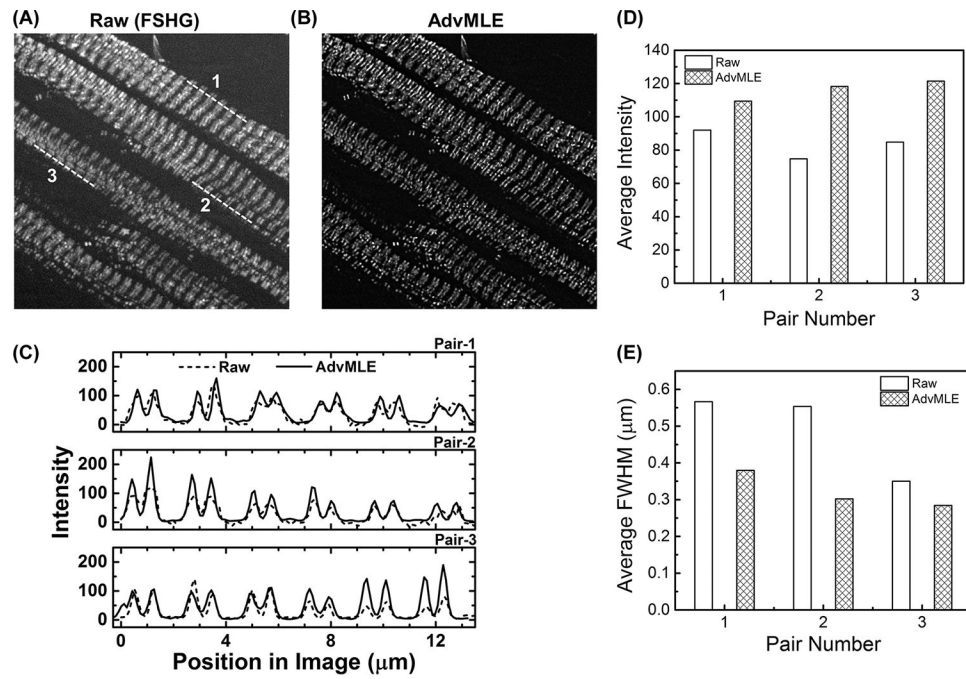 (A) Raw (FSHG)
(B) AdvMLE
1
2
3
(C)
Pair-1
Raw AdvMLE
200
100
0
Pair-2
200
100
0
Pair-3
200
100
0
Intensity
0 4 8 12
Position in Image (μm)
(D)
Average Intensity
140
120
100
80
60
40
20
0
Raw
AdvMLE
1 2 3
Pair Number
(E)
Average FWHM (μm)
0.6
0.5
0.4
0.3
0.2
0.1
0.0
Raw
AdvMLE
1 2 3
Pair Number